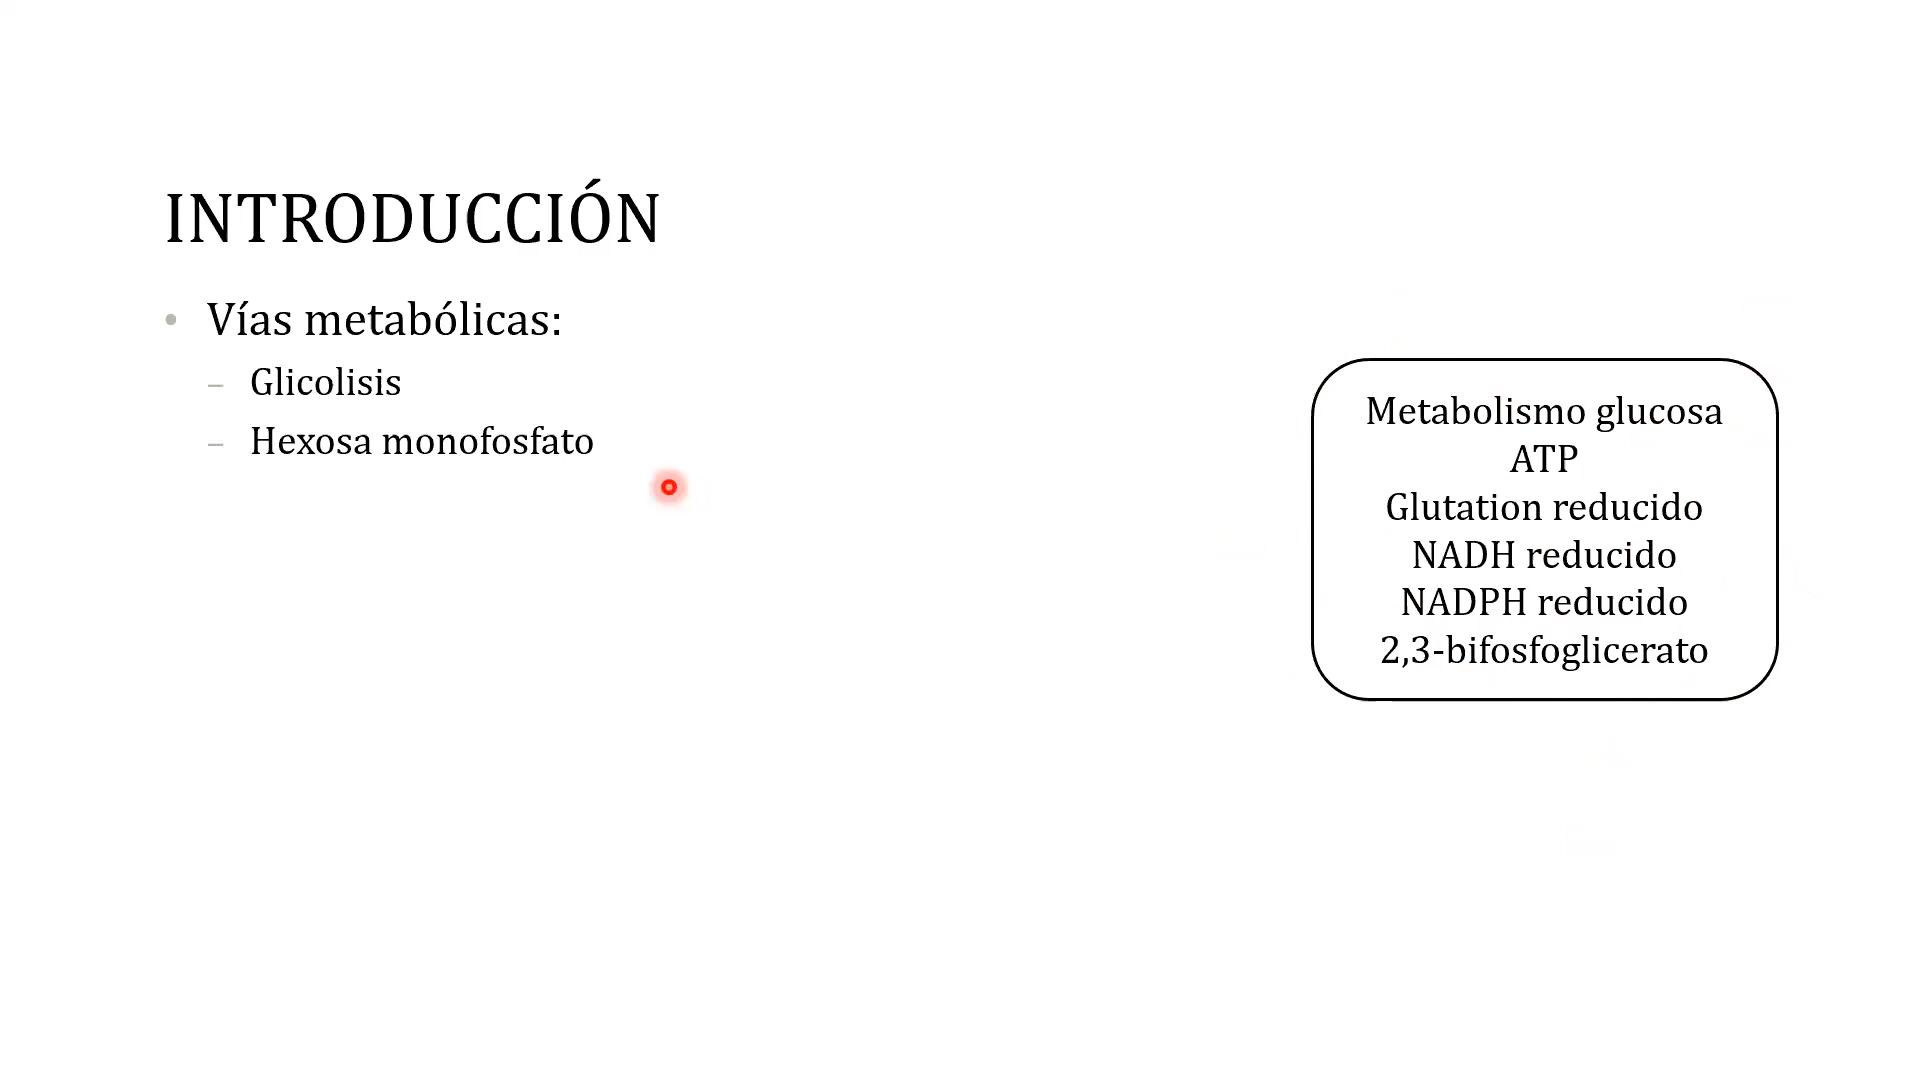 INTRODUCCIÓN
• Vías metabólicas:
– Glicolisis
– Hexosa monofosfato
Metabolismo glucosa
ATP
Glutation reducido
NADH reducido
NADPH reducido
2,3-bifosfoglicerato